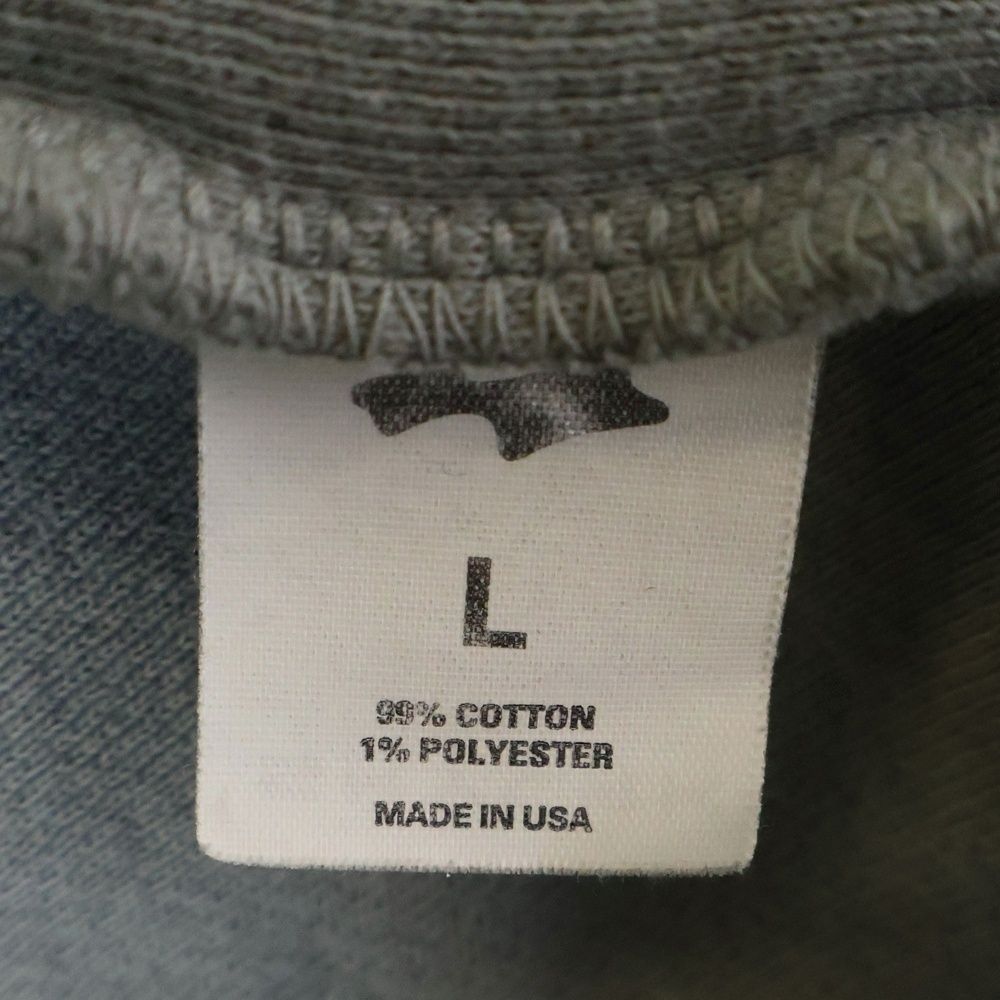 L
99% COTTON
1% POLYESTER
MADE IN USA